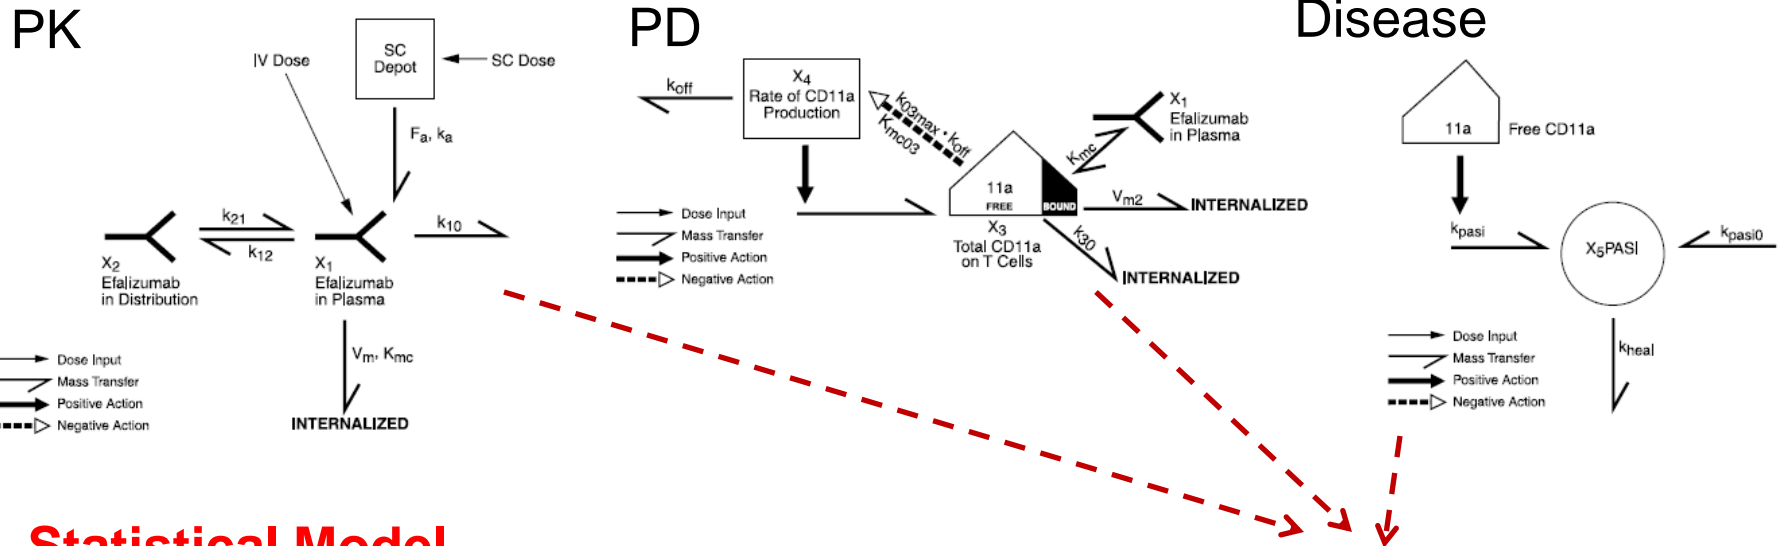 PK
SC
Depot
IV Dose
SC Dose
Fa, ka
k21
k12
k10
X2
Efalizumab
in Distribution
X1
Efalizumab
in Plasma
Vm, Kmc
INTERNALIZED
Dose Input
Mass Transfer
Positive Action
Negative Action
PD
koff
X4
Rate of CD11a
Production
k03max • koff
Kmc03
X1
Efalizumab
in Plasma
Kmc
11a
FREE
BOUND
Vm2
INTERNALIZED
X3
Total CD11a
on T Cells
k30
INTERNALIZED
Dose Input
Mass Transfer
Positive Action
Negative Action
Disease
11a
Free CD11a
kpasi
X5PASI
kpasi0
kheal
Dose Input
Mass Transfer
Positive Action
Negative Action
Statistical Model